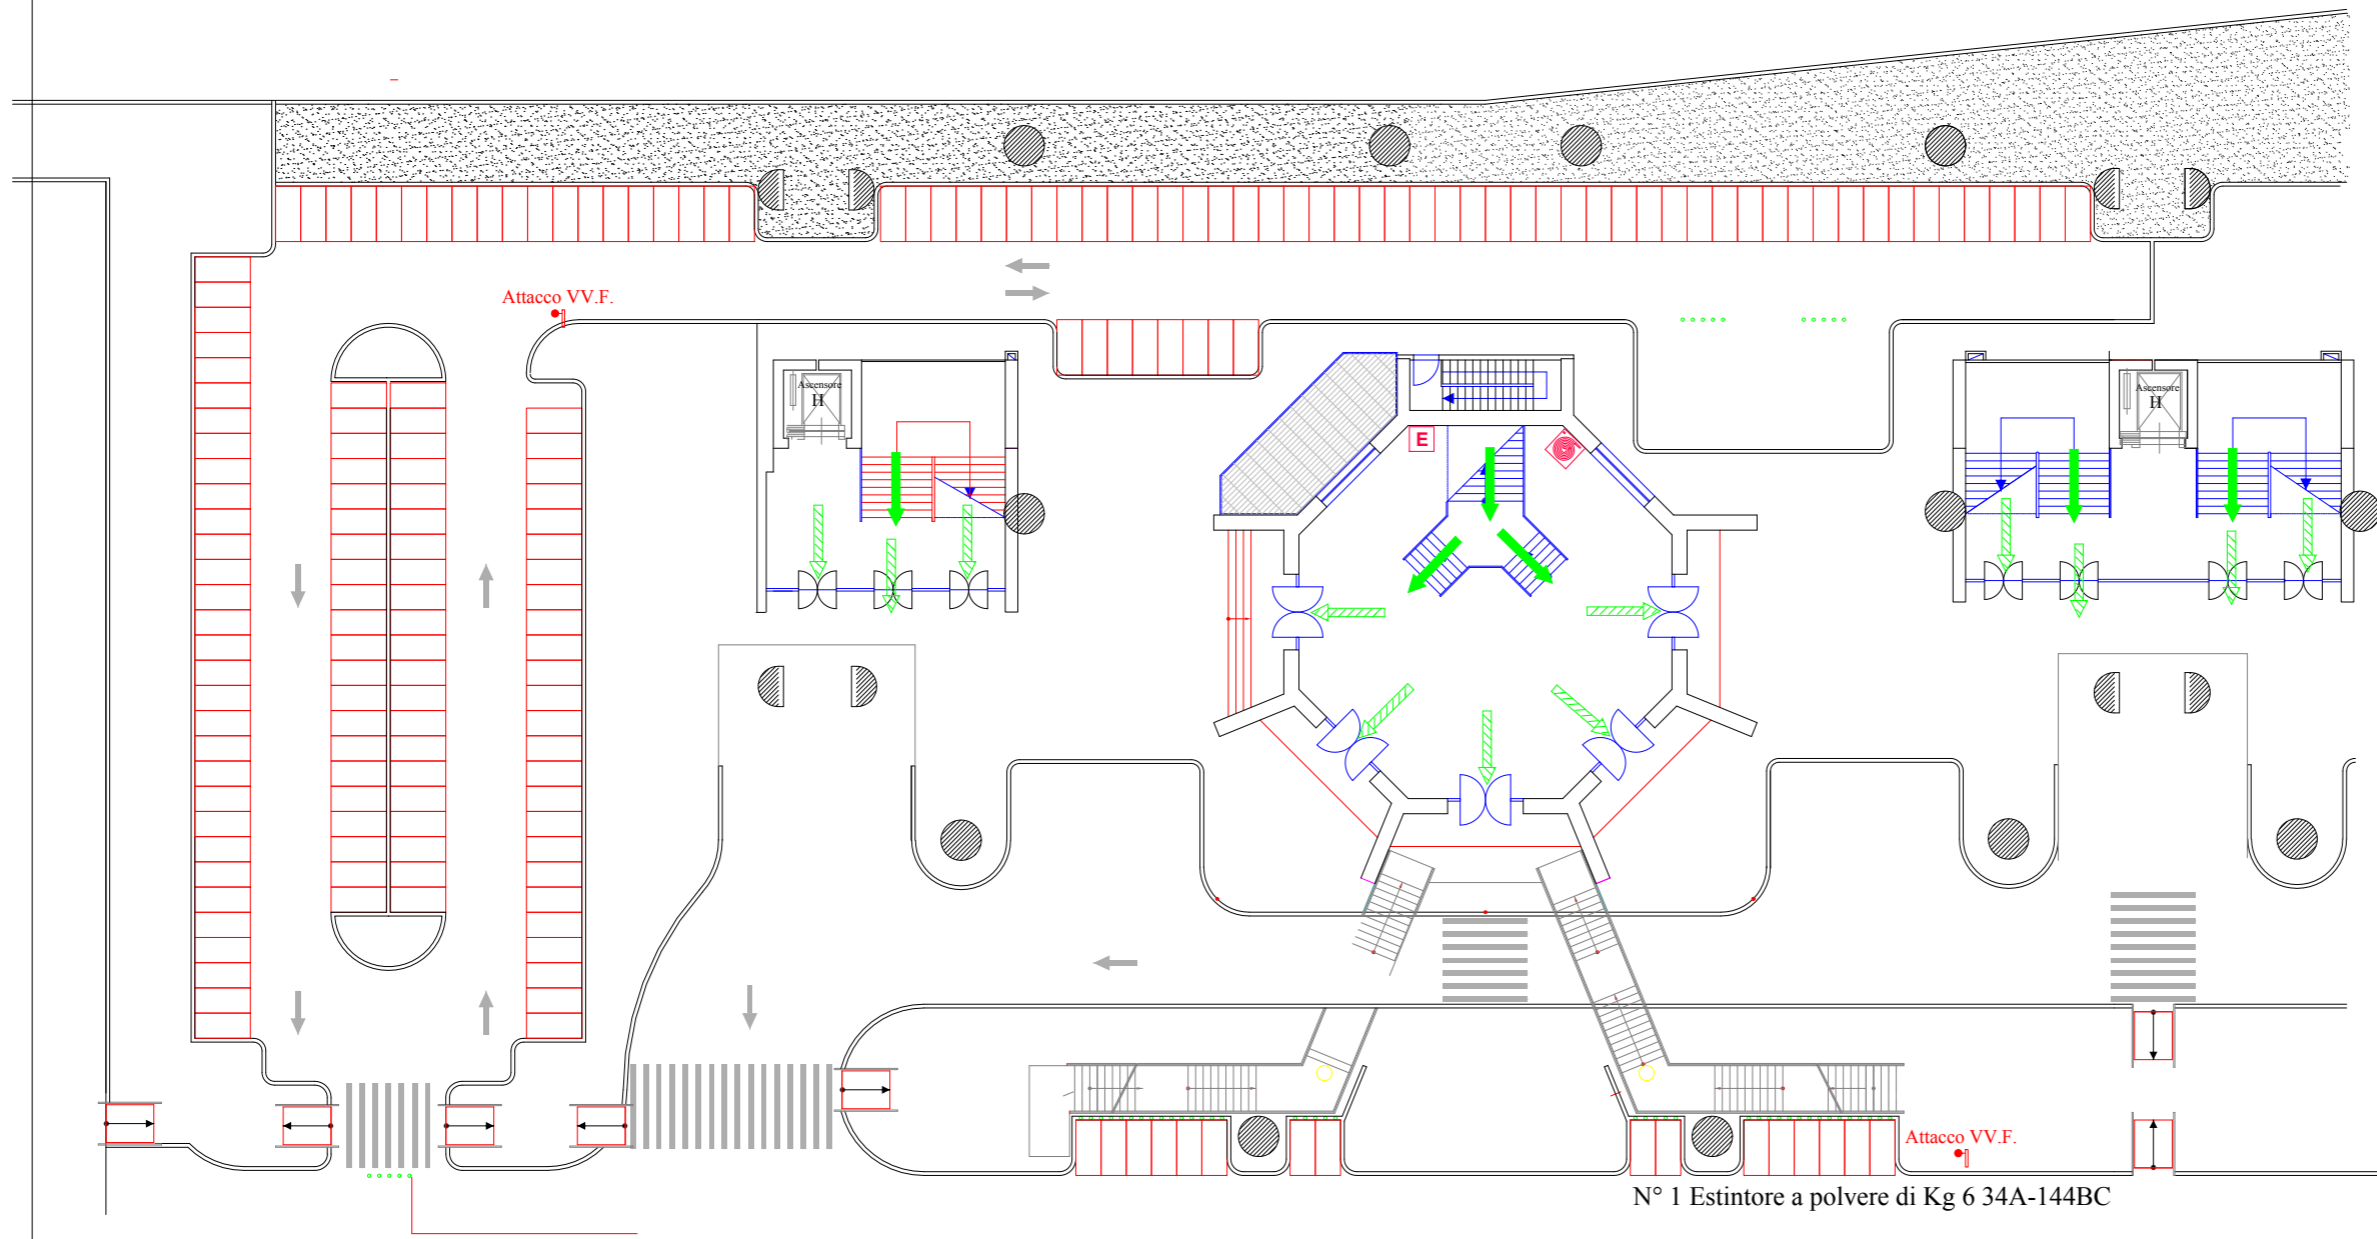 Attacco VV.F.
Ascensore
H
Ascensore
H
E
Attacco VV.F.
N° 1 Estintore a polvere di Kg 6 34A-144BC